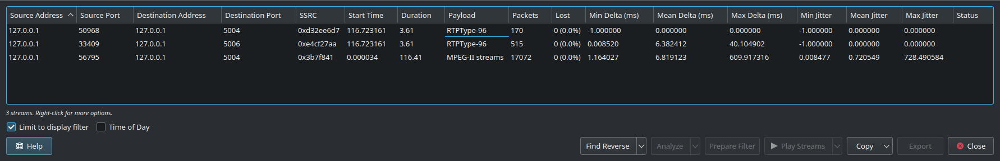 Source Address Source Port Destination Address Destination Port SSRC Start Time Duration Payload Packets Lost Min Delta (ms) Mean Delta (ms) Max Delta (ms) Min Jitter Mean Jitter Max Jitter Status
127.0.0.1 50968 127.0.0.1 5004 0xd32ee6d7 116.723161 3.61 RTPType-96 170 0 (0.0%) -1.000000 0.000000 0.000000 -1.000000 0.000000 0.000000
127.0.0.1 33409 127.0.0.1 5006 0xe4cf27aa 116.723161 3.61 RTPType-96 515 0 (0.0%) 0.008520 6.382412 40.104902 -1.000000 0.000000 0.000000
127.0.0.1 56795 127.0.0.1 5004 0x3b7f841 0.000034 116.41 MPEG-II streams 17072 0 (0.0%) 1.164027 6.819123 609.917316 0.008477 0.720549 728.490584
3 streams. Right-click for more options.
Limit to display filter Time of Day
Help Find Reverse Analyze Prepare Filter Play Streams Copy Export Close